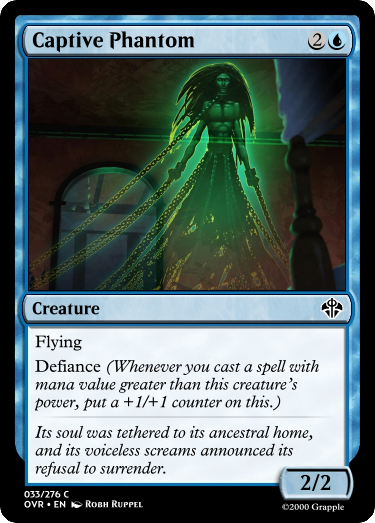 Captive Phantom 2
Creature
Flying
Defiance (Whenever you cast a spell with
mana value greater than this creature's
power, put a +1/+1 counter on this.)
Its soul was tethered to its ancestral home,
and its voiceless screams announced its
refusal to surrender.
2/2
033/276 C
OVR • EN Robh Ruppel
©2000 Grapple